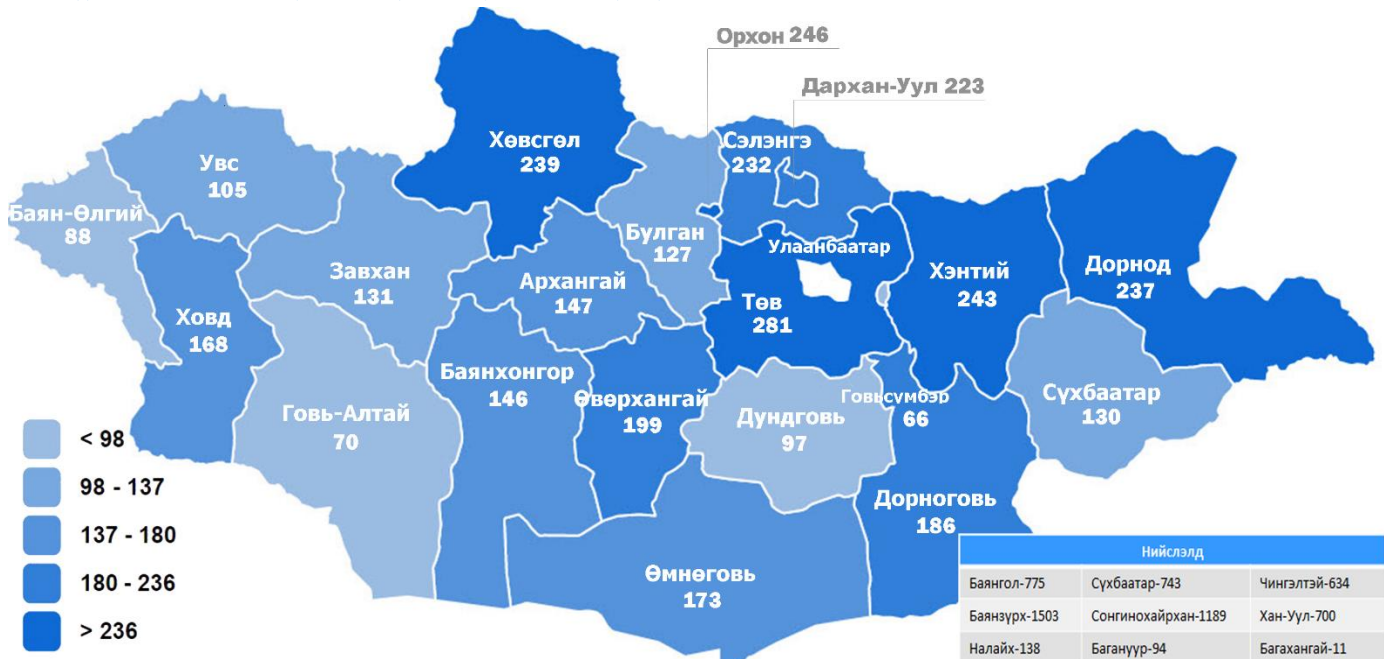 Орхон 246
Дархан-Уул 223
Хөвсгөл
239
Сэлэнгэ
232
Увс
105
Баян-Өлгий
88
Булган
127
Улаанбаатар
Завхан
131
Архангай
147
Хэнтий
243
Дорнод
237
Ховд
168
Төв
281
Баянхонгор
146
Говь-Алтай
70
Өвөрхангай
199
Дундговь
97
Говьсүмбэр
66
Сүхбаатар
130
Дорноговь
186
Өмнөговь
173
< 98
98 - 137
137 - 180
180 - 236
> 236
Нийслэлд
Баянгол-775 Сүхбаатар-743 Чингэлтэй-634
Баянзүрх-1503 Сонгинохайрхан-1189 Хан-Уул-700
Налайх-138 Багануур-94 Багахангай-11